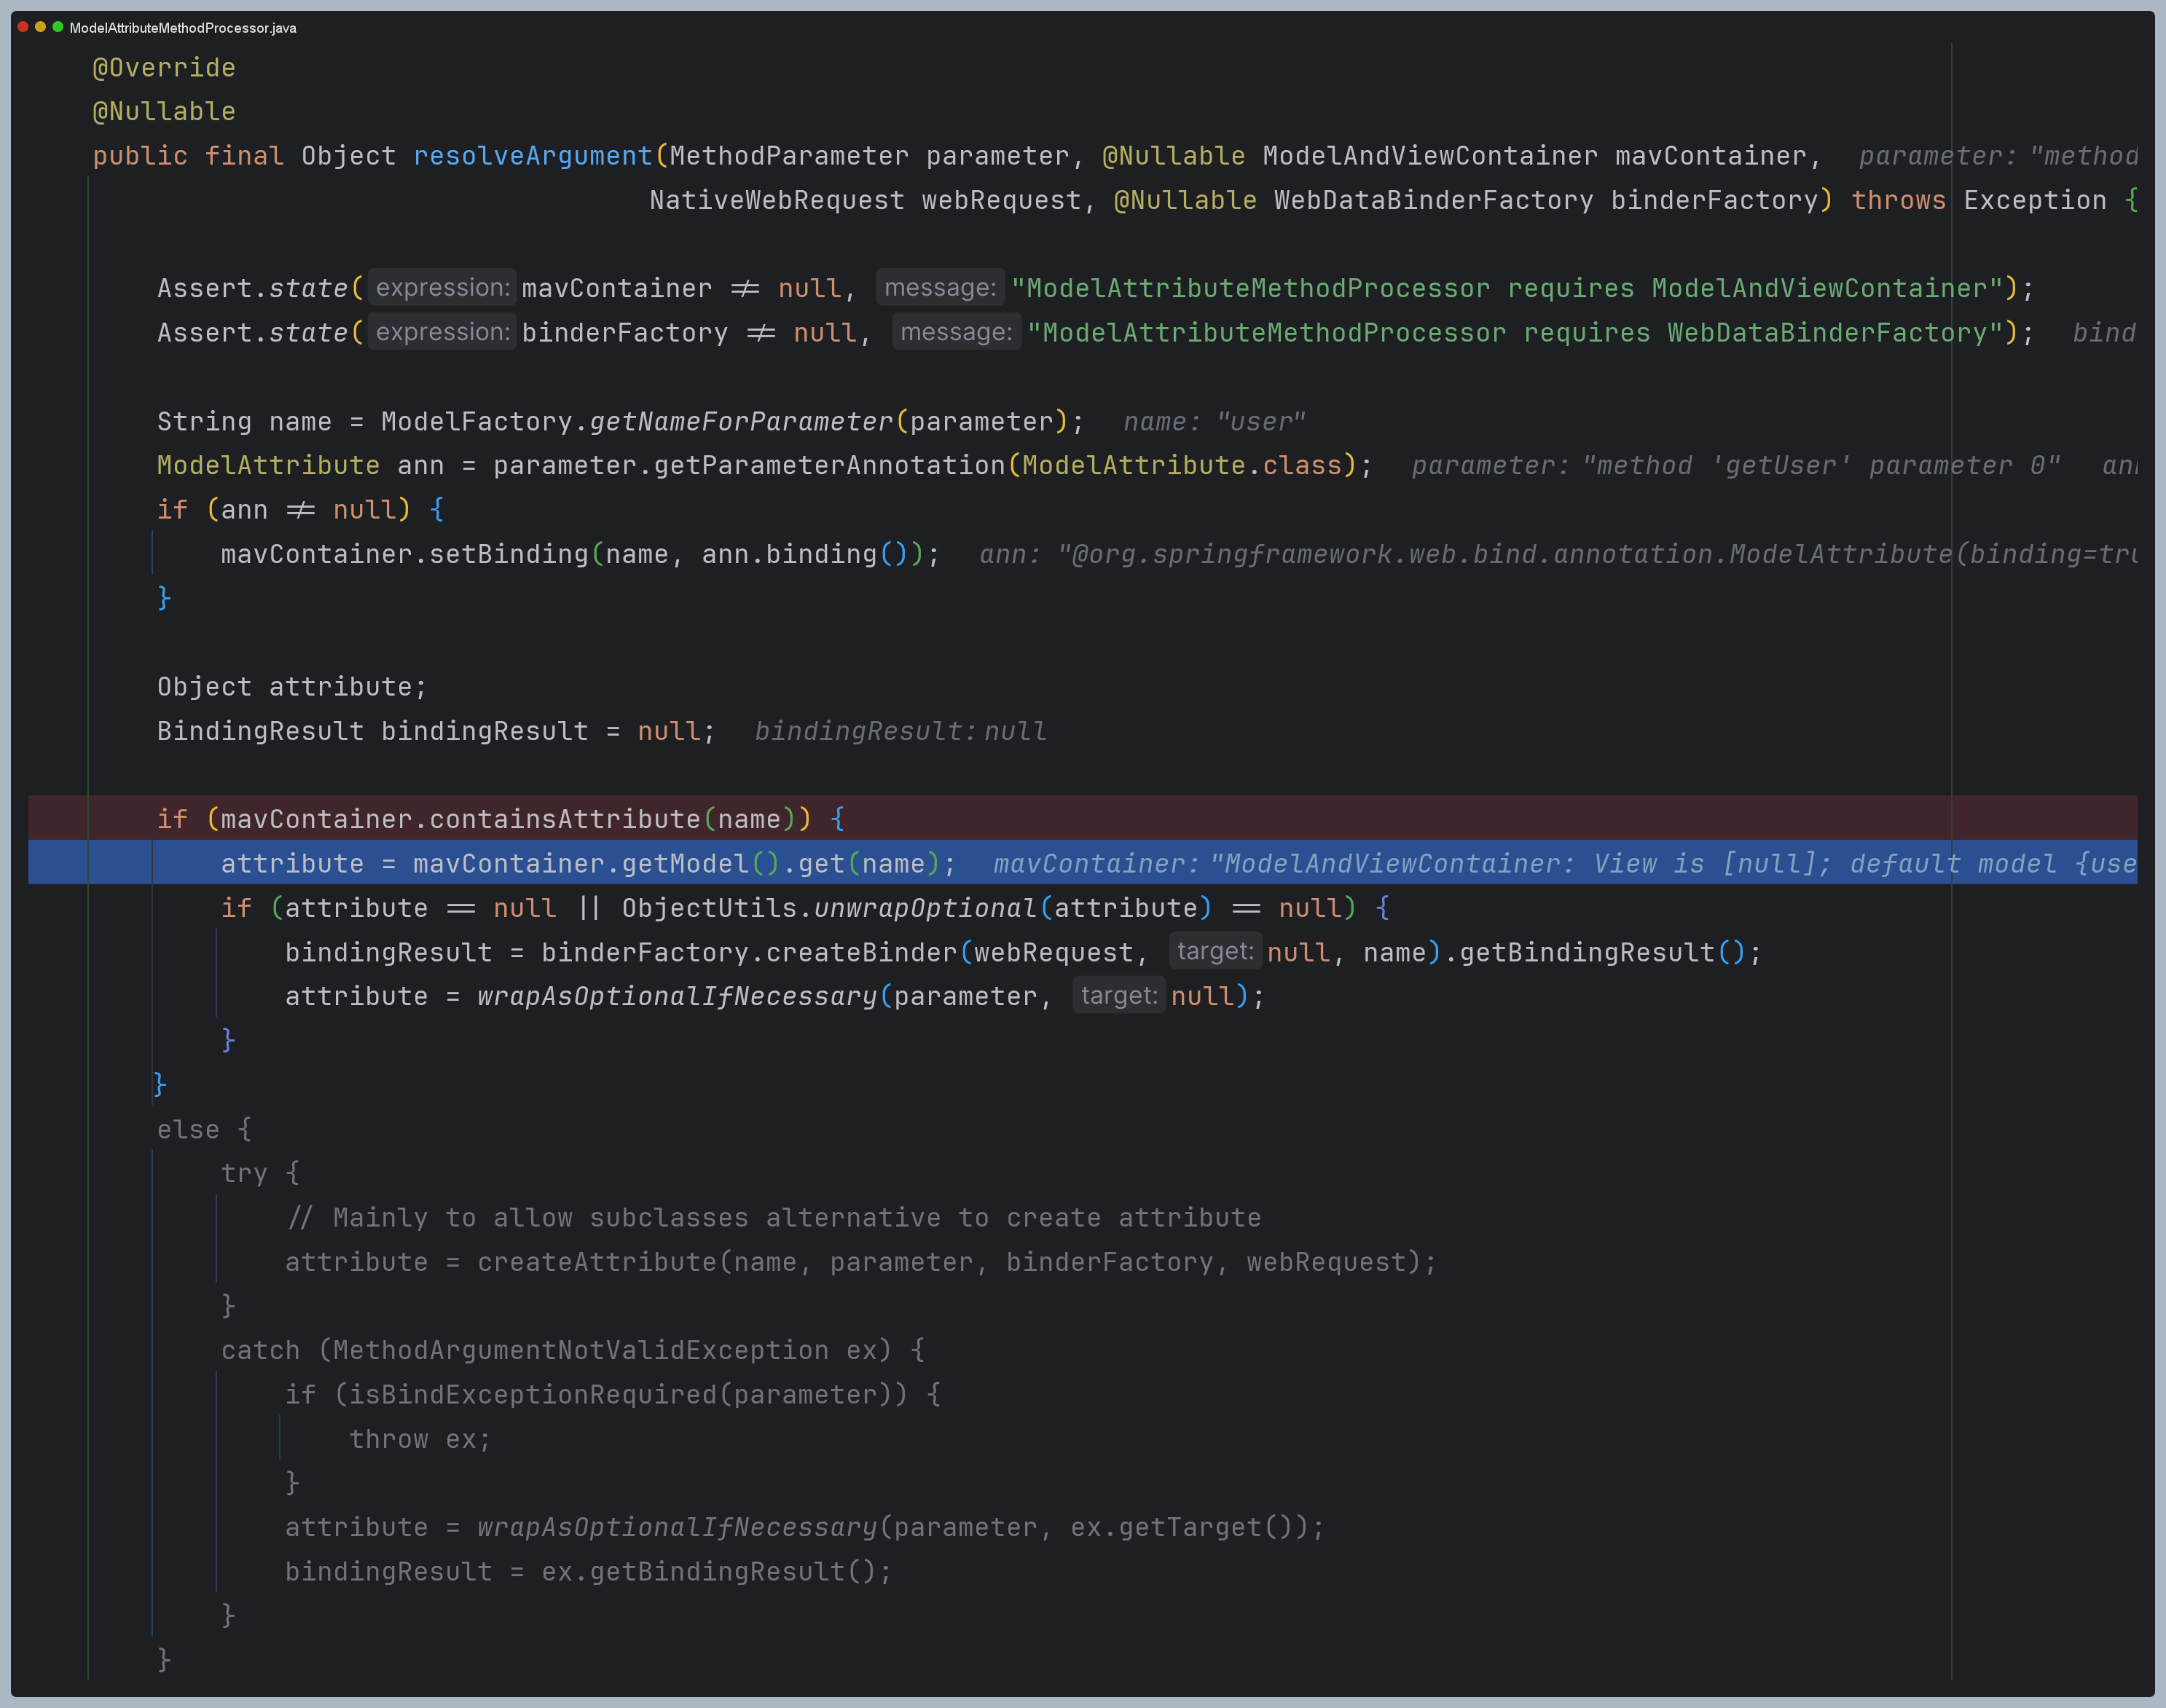 ModelAttributeMethodProcessor.java
@Override
@Nullable
public final Object resolveArgument(MethodParameter parameter, @Nullable ModelAndViewContainer mavContainer, parameter: "method
NativeWebRequest webRequest, @Nullable WebDataBinderFactory binderFactory) throws Exception {
Assert.state( expression: mavContainer != null, message: "ModelAttributeMethodProcessor requires ModelAndViewContainer");
Assert.state( expression: binderFactory != null, message: "ModelAttributeMethodProcessor requires WebDataBinderFactory"); bind
String name = ModelFactory.getNameForParameter(parameter); name: "user"
ModelAttribute ann = parameter.getParameterAnnotation(ModelAttribute.class); parameter: "method 'getUser' parameter 0" ann
if (ann != null) {
mavContainer.setBinding(name, ann.binding()); ann: "@org.springframework.web.bind.annotation.ModelAttribute(binding=tru
}
Object attribute;
BindingResult bindingResult = null; bindingResult: null
if (mavContainer.containsAttribute(name)) {
attribute = mavContainer.getModel().get(name); mavContainer: "ModelAndViewContainer: View is [null]; default model {use
if (attribute == null || ObjectUtils.unwrapOptional(attribute) == null) {
bindingResult = binderFactory.createBinder(webRequest, target: null, name).getBindingResult();
attribute = wrapAsOptionalIfNecessary(parameter, target: null);
}
}
else {
try {
// Mainly to allow subclasses alternative to create attribute
attribute = createAttribute(name, parameter, binderFactory, webRequest);
}
catch (MethodArgumentNotValidException ex) {
if (isBindExceptionRequired(parameter)) {
throw ex;
}
attribute = wrapAsOptionalIfNecessary(parameter, ex.getTarget());
bindingResult = ex.getBindingResult();
}
}